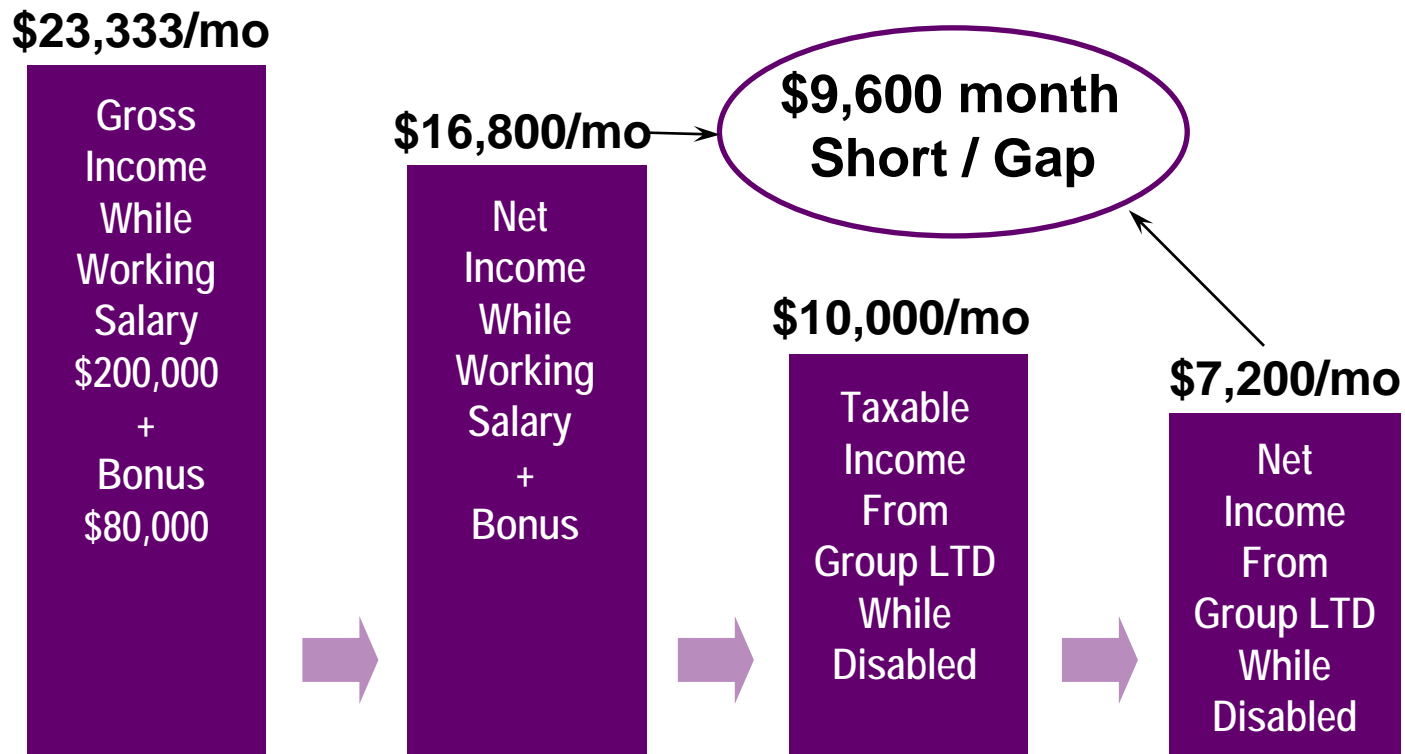 $23,333/mo
Gross
Income
While
Working
Salary
$200,000
+
Bonus
$80,000
$16,800/mo
Net
Income
While
Working
Salary
+
Bonus
$9,600 month
Short / Gap
$10,000/mo
Taxable
Income
From
Group LTD
While
Disabled
$7,200/mo
Net
Income
From
Group LTD
While
Disabled